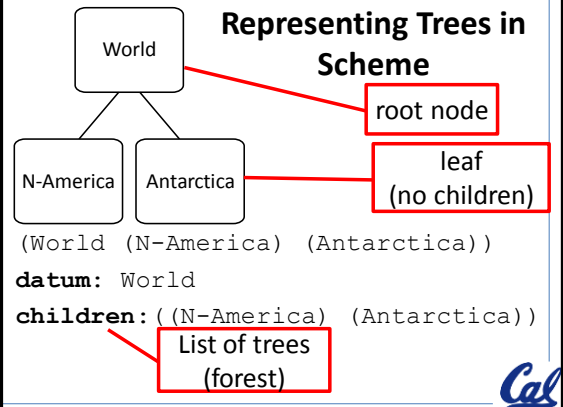 Representing Trees in
Scheme
World
root node
N-America
Antarctica
leaf
(no children)
(World (N-America) (Antarctica))
datum: World
children:((N-America) (Antarctica))
List of trees
(forest)
Cal